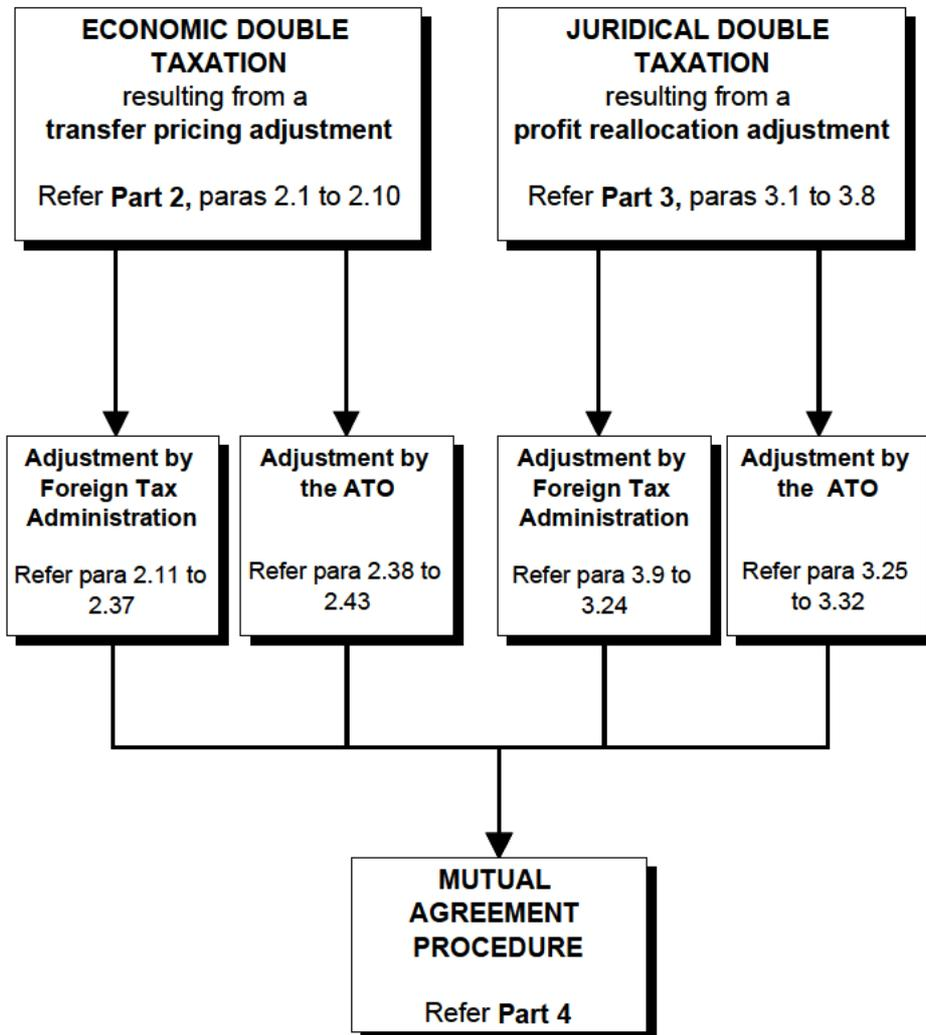 ECONOMIC DOUBLE
TAXATION
resulting from a
transfer pricing adjustment
Refer Part 2, paras 2.1 to 2.10
JURIDICAL DOUBLE
TAXATION
resulting from a
profit reallocation adjustment
Refer Part 3, paras 3.1 to 3.8
Adjustment by
Foreign Tax
Administration
Refer para 2.11 to
2.37
Adjustment by
the ATO
Refer para 2.38 to
2.43
Adjustment by
Foreign Tax
Administration
Refer para 3.9 to
3.24
Adjustment by
the ATO
Refer para 3.25
to 3.32
MUTUAL
AGREEMENT
PROCEDURE
Refer Part 4